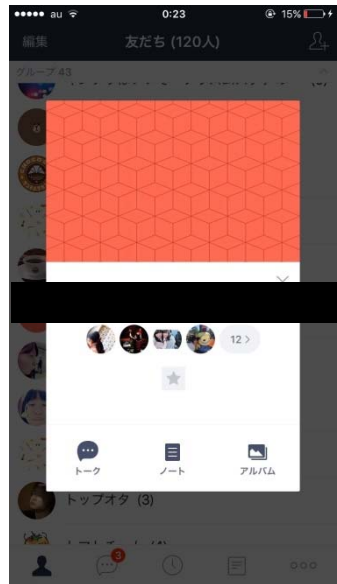 au 0:23 15%
編集 友だち (120人)
グループ 43
12 >
トーク ノート アルバム
トップオタ (3)
3